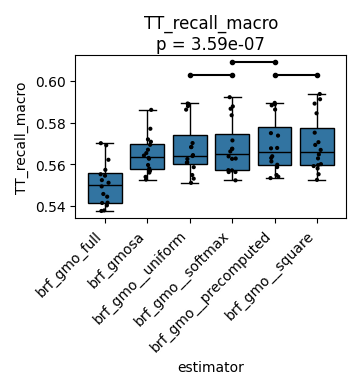 TT_recall_macro
p = 3.59e-07
TT_recall_macro
0.60
0.58
0.56
0.54
brf_gmo_full
brf_gmosa
brf_gmo__uniform
brf_gmo__softmax
brf_gmo__precomputed
brf_gmo__square
estimator